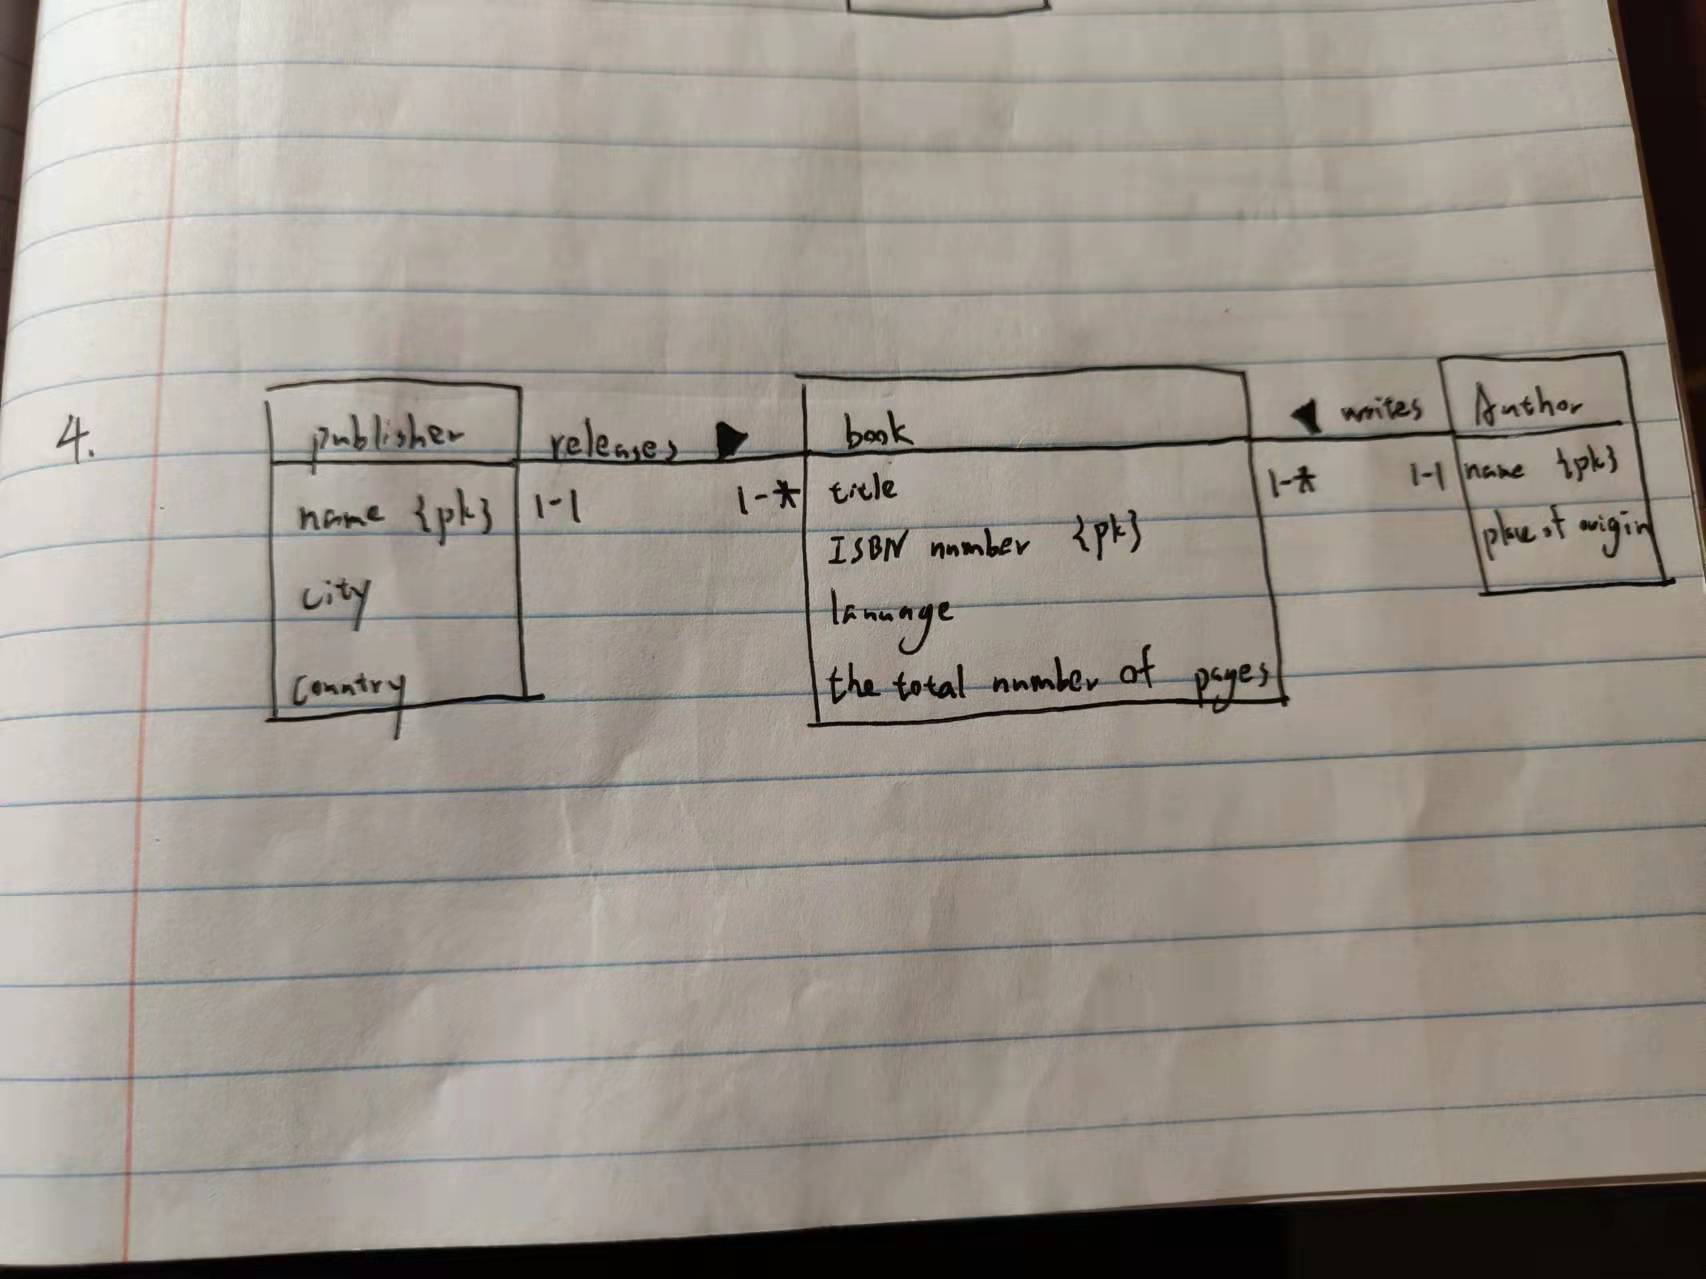 4.
publisher
name {pk}
city
country
releases ▶
1-1 1-*
book
title
ISBN number {pk}
lanuage
the total number of pages
◀ writes
1-* 1-1
Author
name {pk}
place of origin